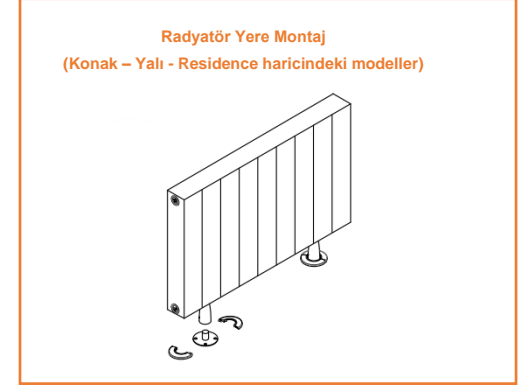 Radyatör Yere Montaj
(Konak – Yalı - Residence haricindeki modeller)